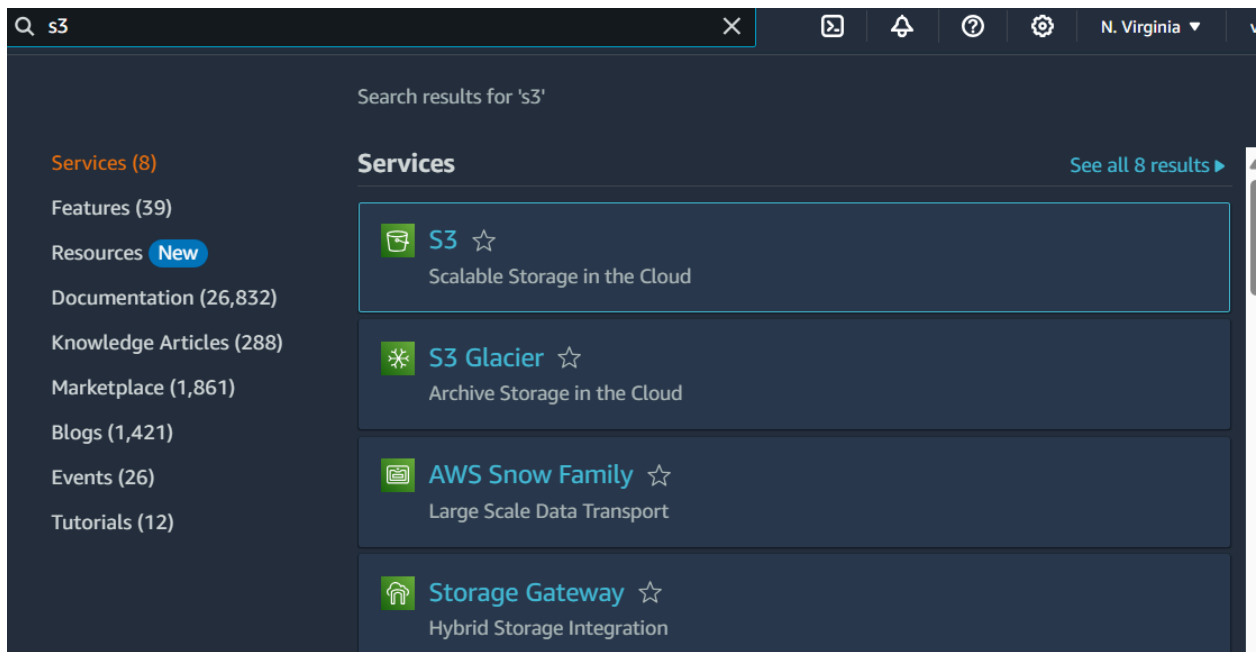 s3
N. Virginia
Search results for 's3'
Services (8)
Features (39)
Resources New
Documentation (26,832)
Knowledge Articles (288)
Marketplace (1,861)
Blogs (1,421)
Events (26)
Tutorials (12)
Services
See all 8 results
S3
Scalable Storage in the Cloud
S3 Glacier
Archive Storage in the Cloud
AWS Snow Family
Large Scale Data Transport
Storage Gateway
Hybrid Storage Integration